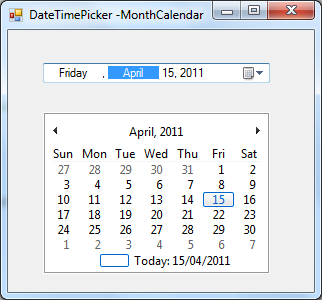 DateTimePicker -MonthCalendar
Friday , April 15, 2011
April, 2011
Sun Mon Tue Wed Thu Fri Sat
27 28 29 30 31 1 2
3 4 5 6 7 8 9
10 11 12 13 14 15 16
17 18 19 20 21 22 23
24 25 26 27 28 29 30
1 2 3 4 5 6 7
Today: 15/04/2011